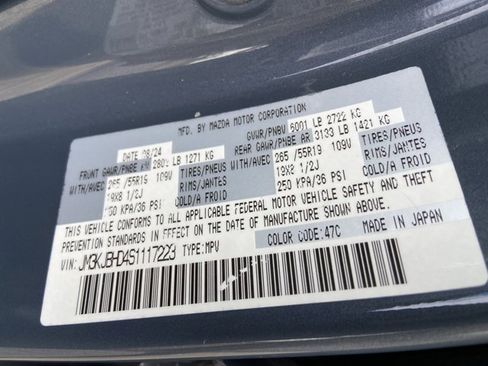 MFD. BY MAZDA MOTOR CORPORATION
DATE 08/24 GVWR/PNBV 6001 LB 2722 KG
FRONT GAWR/PNBE AV 2803 LB 1271 KG REAR GAWR/PNBE AR 3133 LB 1421 KG
WITH/AVEC 265/55R19 109V TIRES/PNEUS WITH/AVEC 265/55R19 109V TIRES/PNEUS
19X8 1/2J RIMS/JANTES 19X8 1/2J RIMS/JANTES
250 KPA/36 PSI COLD/A FROID 250 KPA/36 PSI COLD/A FROID
THIS VEHICLE CONFORMS TO ALL APPLICABLE FEDERAL MOTOR VEHICLE SAFETY AND THEFT
PREVENTION STANDARDS IN EFFECT ON THE DATE OF MANUFACTURE SHOWN ABOVE.
VIN: TYPE:MPV COLOR CODE:47C MADE IN JAPAN